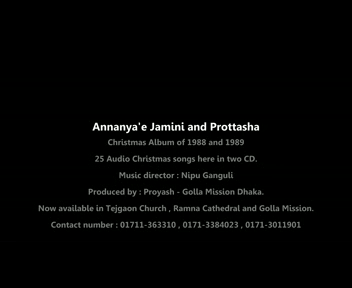 Annanya'e Jamini and Prottasha
Christmas Album of 1988 and 1989
25 Audio Christmas songs here in two CD.
Music director : Nipu Ganguli
Produced by : Proyash - Golla Mission Dhaka.
Now available in Tejgaon Church , Ramna Cathedral and Golla Mission.
Contact number : 01711-363310 , 0171-3384023 , 0171-3011901